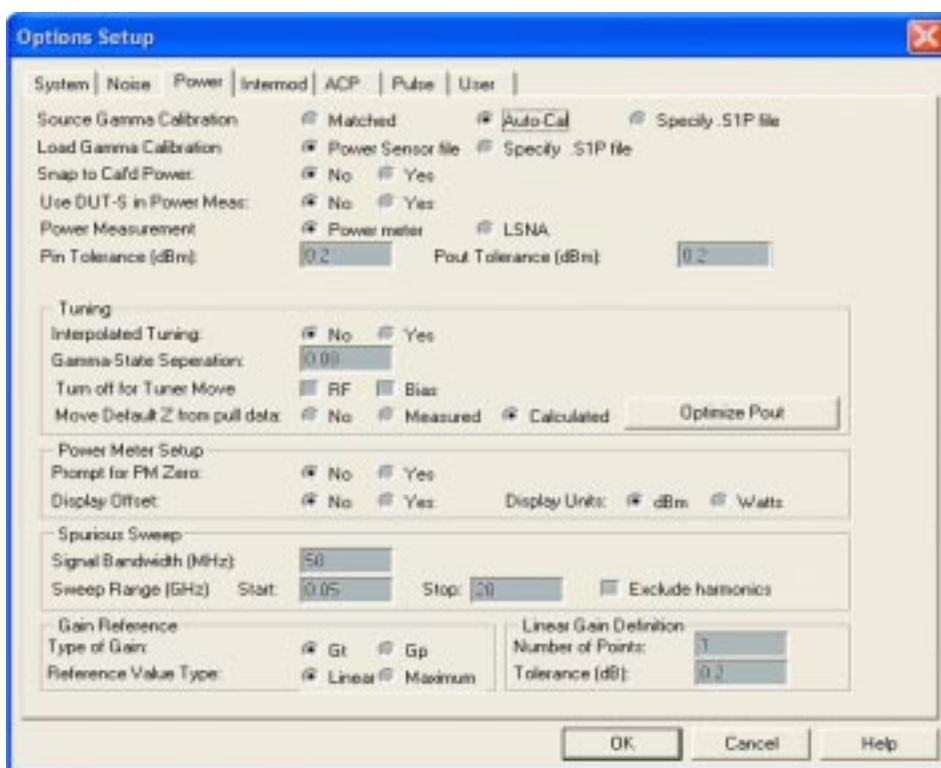 Options Setup
System Noise Power Intermod ACP Pulse User
Source Gamma Calibration Matched Auto-Cal Specify .S1P file
Load Gamma Calibration Power Sensor file Specify .S1P file
Snap to Cal'd Power: No Yes
Use DUT-S in Power Meas: No Yes
Power Measurement Power meter LSNA
Pin Tolerance (dBm): 0.2 Pout Tolerance (dBm): 0.2
Tuning
Interpolated Tuning: No Yes
Gamma-State Seperation:
Turn off for Tuner Move RF Bias
Move Default Z from pull data: No Measured Calculated Optimize Pout
Power Meter Setup
Prompt for PM Zero: No Yes
Display Offset: No Yes Display Units: dBm Watts
Spurious Sweep
Signal Bandwidth (MHz): 50
Sweep Range (GHz) Start: 0.05 Stop: 20 Exclude harmonics
Gain Reference
Type of Gain: Gt Gp
Reference Value Type: Linear Maximum
Linear Gain Definition
Number of Points:
Tolerance (dB): 0.2
OK Cancel Help